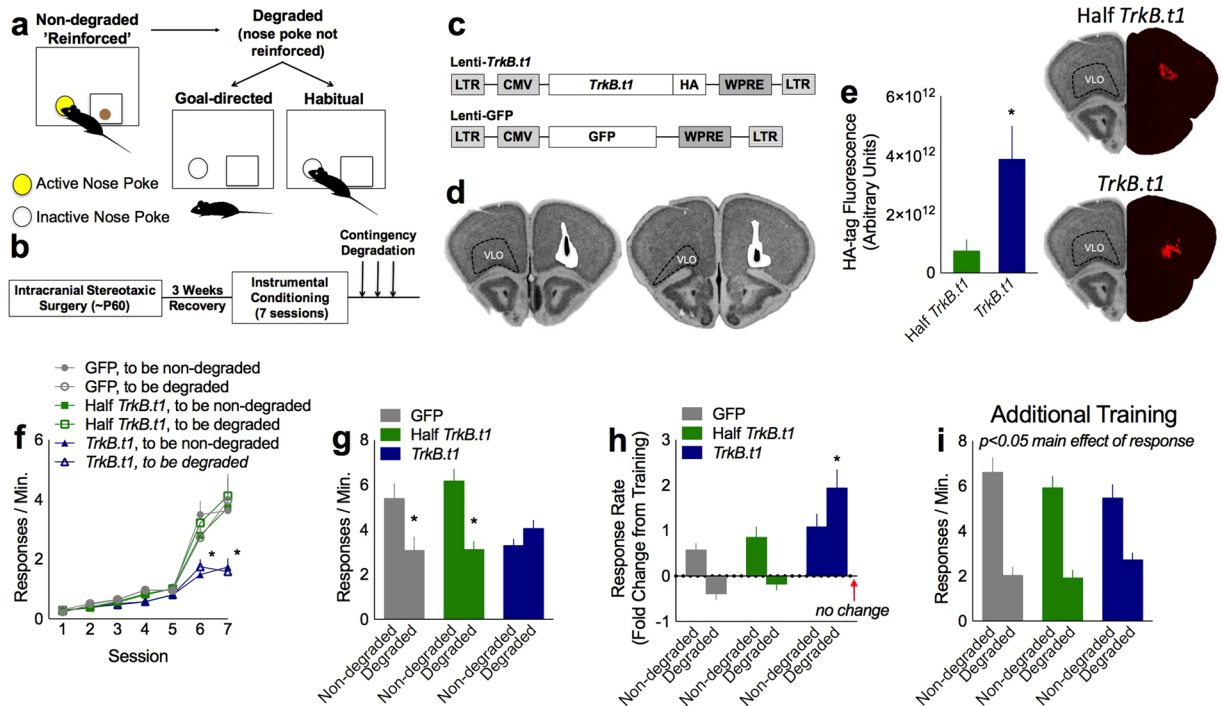 a
Non-degraded
'Reinforced'
Degraded
(nose poke not
reinforced)
Goal-directed
Habitual
Active Nose Poke
Inactive Nose Poke
b
Intracranial Stereotaxic
Surgery (~P60)
3 Weeks
Recovery
Instrumental
Conditioning
(7 sessions)
Contingency
Degradation
c
Lenti-TrkB.t1
LTR CMV TrkB.t1 HA WPRE LTR
Lenti-GFP
LTR CMV GFP WPRE LTR
d
VLO
VLO
e
HA-tag Fluorescence
(Arbitrary Units)
6×10¹²
4×10¹²
2×10¹²
0
*
Half TrkB.t1
TrkB.t1
Half TrkB.t1
VLO
TrkB.t1
VLO
GFP, to be non-degraded
GFP, to be degraded
Half TrkB.t1, to be non-degraded
Half TrkB.t1, to be degraded
TrkB.t1, to be non-degraded
TrkB.t1, to be degraded
f
Responses / Min.
6
4
2
0
* *
1 2 3 4 5 6 7
Session
g
GFP
Half TrkB.t1
TrkB.t1
Responses / Min.
8
6
4
2
0
* *
Non-degraded
Degraded
Non-degraded
Degraded
Non-degraded
Degraded
h
GFP
Half TrkB.t1
TrkB.t1
Response Rate
(Fold Change from Training)
3
2
1
0
-1
*
no change
Non-degraded
Degraded
Non-degraded
Degraded
Non-degraded
Degraded
i
Additional Training
p<0.05 main effect of response
Responses / Min.
8
6
4
2
0
Non-degraded
Degraded
Non-degraded
Degraded
Non-degraded
Degraded